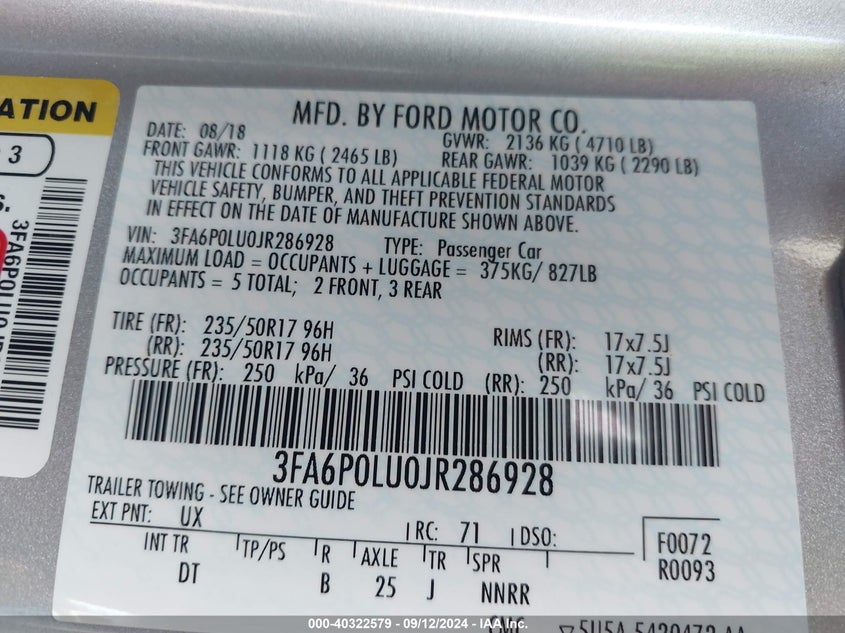 ATION
3
3FA6P0LU0JR
MFD. BY FORD MOTOR CO.
DATE: 08/18 GVWR: 2136 KG ( 4710 LB)
FRONT GAWR: 1118 KG ( 2465 LB) REAR GAWR: 1039 KG ( 2290 LB)
THIS VEHICLE CONFORMS TO ALL APPLICABLE FEDERAL MOTOR
VEHICLE SAFETY, BUMPER, AND THEFT PREVENTION STANDARDS
IN EFFECT ON THE DATE OF MANUFACTURE SHOWN ABOVE.
VIN: 3FA6P0LU0JR286928 TYPE: Passenger Car
MAXIMUM LOAD = OCCUPANTS + LUGGAGE = 375KG/ 827LB
OCCUPANTS = 5 TOTAL; 2 FRONT, 3 REAR
TIRE (FR): 235/50R17 96H RIMS (FR): 17x7.5J
(RR): 235/50R17 96H (RR): 17x7.5J
PRESSURE (FR): 250 kPa/ 36 PSI COLD (RR): 250 kPa/ 36 PSI COLD
3FA6P0LU0JR286928
TRAILER TOWING - SEE OWNER GUIDE
EXT PNT: UX RC: 71 DSO: F0072
INT TR TP/PS R AXLE TR SPR R0093
DT B 25 J NNRR
000-40322579 - 09/12/2024 - IAA Inc.